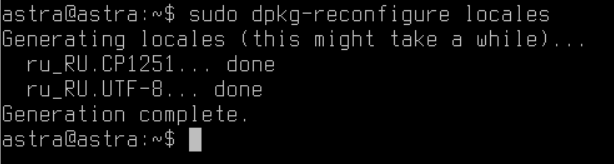 astra@astra:~$ sudo dpkg-reconfigure locales
Generating locales (this might take a while)...
  ru_RU.CP1251... done
  ru_RU.UTF-8... done
Generation complete.
astra@astra:~$